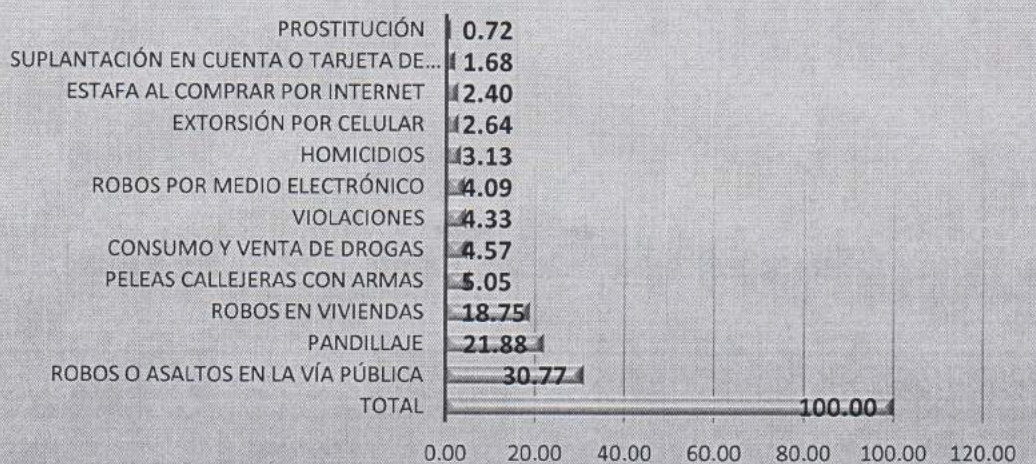 PROSTITUCIÓN 0.72
SUPLANTACIÓN EN CUENTA O TARJETA DE... 1.68
ESTAFA AL COMPRAR POR INTERNET 2.40
EXTORSIÓN POR CELULAR 2.64
HOMICIDIOS 3.13
ROBOS POR MEDIO ELECTRÓNICO 4.09
VIOLACIONES 4.33
CONSUMO Y VENTA DE DROGAS 4.57
PELEAS CALLEJERAS CON ARMAS 5.05
ROBOS EN VIVIENDAS 18.75
PANDILLAJE 21.88
ROBOS O ASALTOS EN LA VÍA PÚBLICA 30.77
TOTAL 100.00
0.00 20.00 40.00 60.00 80.00 100.00 120.00